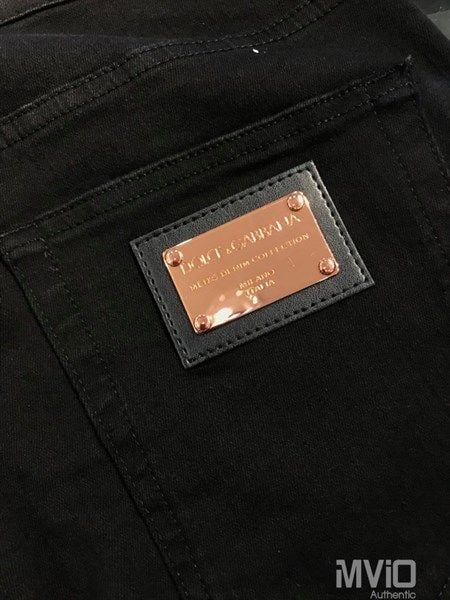 DOLCE & GABBANA
MEN'S DENIM COLLECTION
MILANO
ITALIA
MViO
Authentic